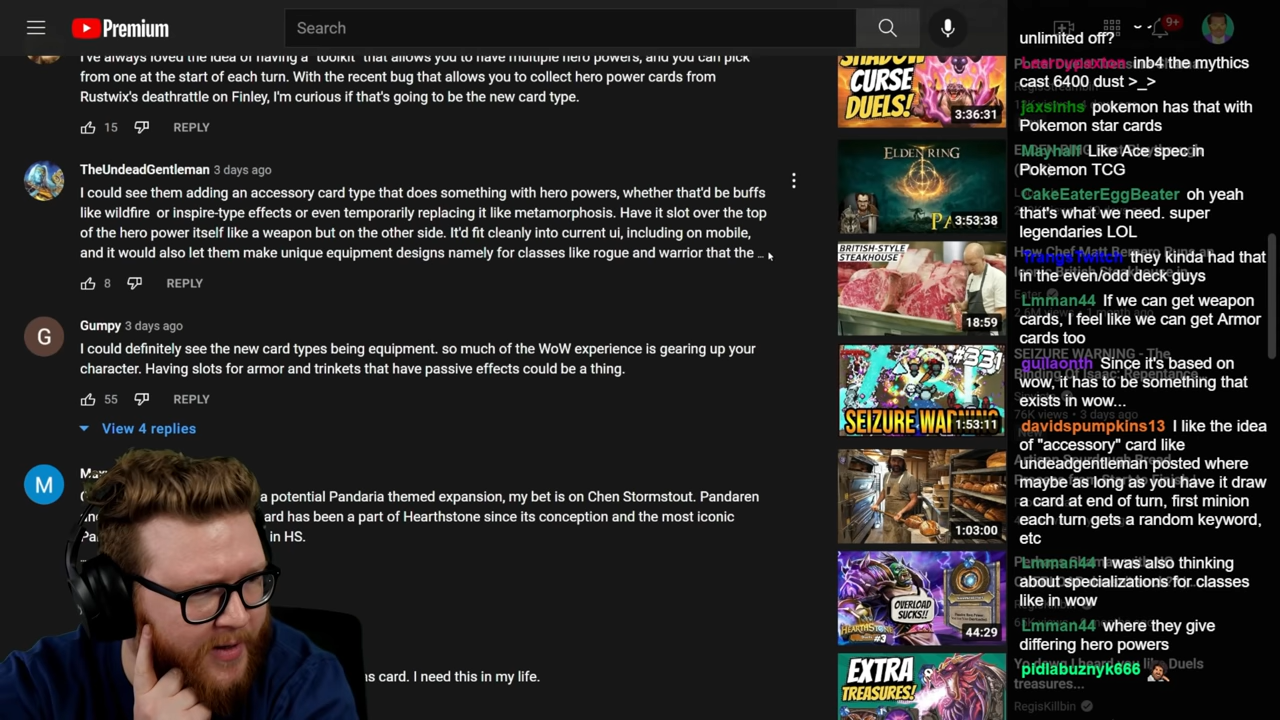 Premium
Search
9+
I've always loved the idea of having a "toolkit" that allows you to have multiple hero powers, and you can pick
from one at the start of each turn. With the recent bug that allows you to collect hero power cards from
Rustwix's deathrattle on Finley, I'm curious if that's going to be the new card type.
15
REPLY
TheUndeadGentleman 3 days ago
I could see them adding an accessory card type that does something with hero powers, whether that'd be buffs
like wildfire or inspire-type effects or even temporarily replacing it like metamorphosis. Have it slot over the top
of the hero power itself like a weapon but on the other side. It'd fit cleanly into current ui, including on mobile,
and it would also let them make unique equipment designs namely for classes like rogue and warrior that the ...
8
REPLY
G
Gumpy 3 days ago
I could definitely see the new card types being equipment. so much of the WoW experience is gearing up your
character. Having slots for armor and trinkets that have passive effects could be a thing.
55
REPLY
View 4 replies
M
a potential Pandaria themed expansion, my bet is on Chen Stormstout. Pandaren
ard has been a part of Hearthstone since its conception and the most iconic
in HS.
s card. I need this in my life.
SHADOW
CURSE
DUELS!
3:36:31
ELDEN RING
3:53:38
BRITISH-STYLE
STEAKHOUSE
18:59
#331
SEIZURE WARNING
1:53:11
1:03:00
OVERLOAD
SUCKS!!
HEARTHSTONE
#3
44:29
EXTRA
TREASURES!
unlimited off?
inb4 the mythics
cast 6400 dust >_>
jaxsinhs pokemon has that with
Pokemon star cards
Like Ace spec in
Pokemon TCG
CakeEaterEggBeater oh yeah
that's what we need. super
legendaries LOL
they kinda had that
in the even/odd deck guys
Lmman44 If we can get weapon
cards, I feel like we can get Armor
cards too
guilaonth Since it's based on
wow, it has to be something that
exists in wow...
davidspumpkins13 I like the idea
of "accessory" card like
undeadgentleman posted where
maybe as long as you have it draw
a card at end of turn, first minion
each turn gets a random keyword,
etc
Lmman44 I was also thinking
about specializations for classes
like in wow
Lmman44 where they give
differing hero powers
pidlabuznyk666
treasures...
RegisKillbin